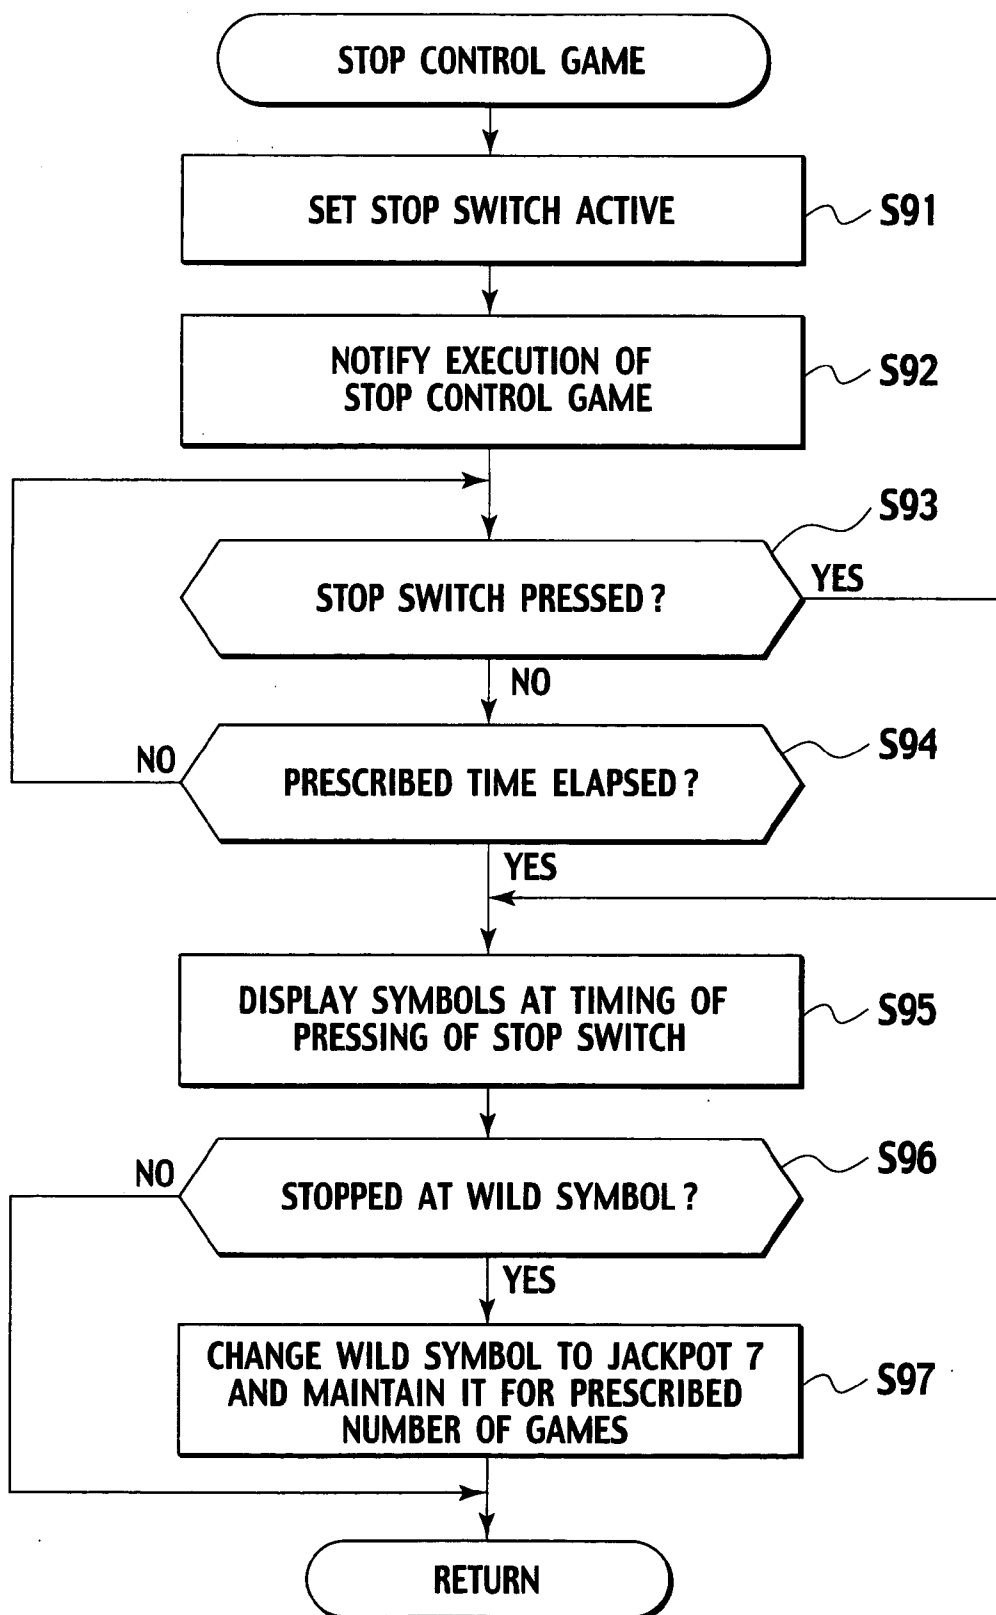 STOP CONTROL GAME
SET STOP SWITCH ACTIVE
S91
NOTIFY EXECUTION OF
STOP CONTROL GAME
S92
S93
STOP SWITCH PRESSED?
YES
NO
S94
NO
PRESCRIBED TIME ELAPSED?
YES
DISPLAY SYMBOLS AT TIMING OF
PRESSING OF STOP SWITCH
S95
S96
NO
STOPPED AT WILD SYMBOL?
YES
CHANGE WILD SYMBOL TO JACKPOT 7
AND MAINTAIN IT FOR PRESCRIBED
NUMBER OF GAMES
S97
RETURN